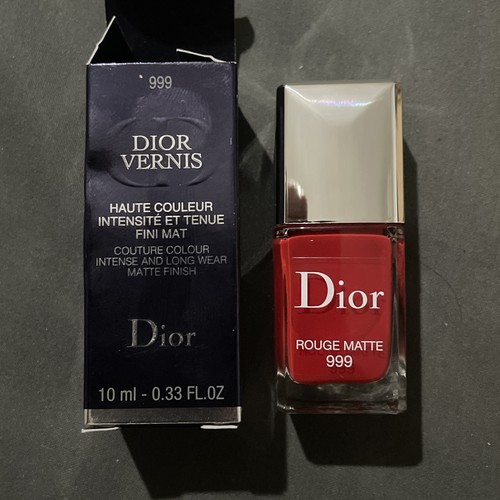 999
DIOR
VERNIS
HAUTE COULEUR
INTENSITÉ ET TENUE
FINI MAT
COUTURE COLOUR
INTENSE AND LONG WEAR
MATTE FINISH
Dior
10 ml - 0.33 FL.OZ
Dior
ROUGE MATTE
999